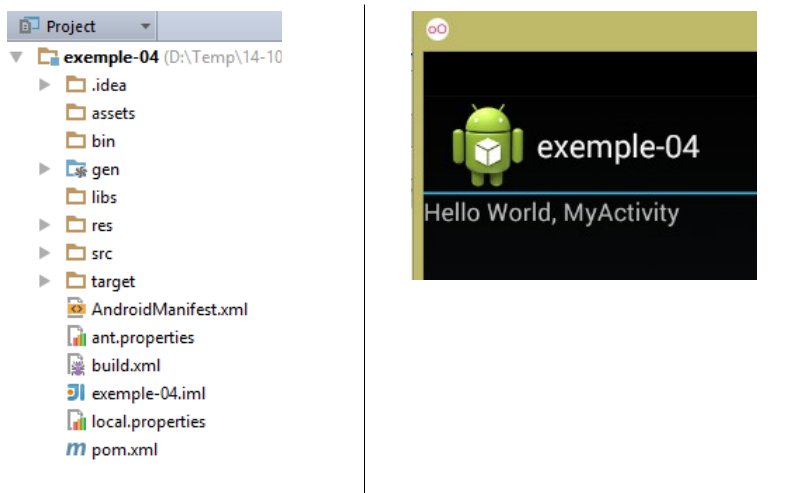 Project
exemple-04 (D:\Temp\14-10
.idea
assets
bin
gen
libs
res
src
target
AndroidManifest.xml
ant.properties
build.xml
exemple-04.iml
local.properties
pom.xml
exemple-04
Hello World, MyActivity